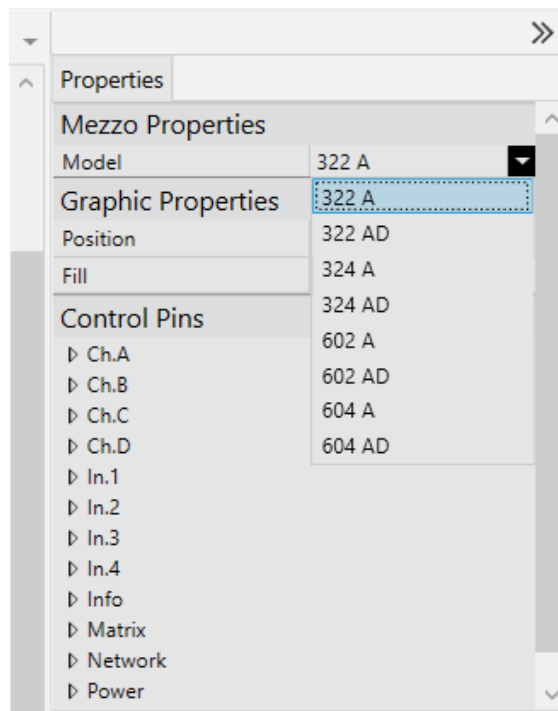 Properties
Mezzo Properties
Model 322 A
Graphic Properties 322 A
Position 322 AD
Fill 324 A
324 AD
Control Pins
602 A
Ch.A
602 AD
Ch.B
604 A
Ch.C
604 AD
Ch.D
In.1
In.2
In.3
In.4
Info
Matrix
Network
Power